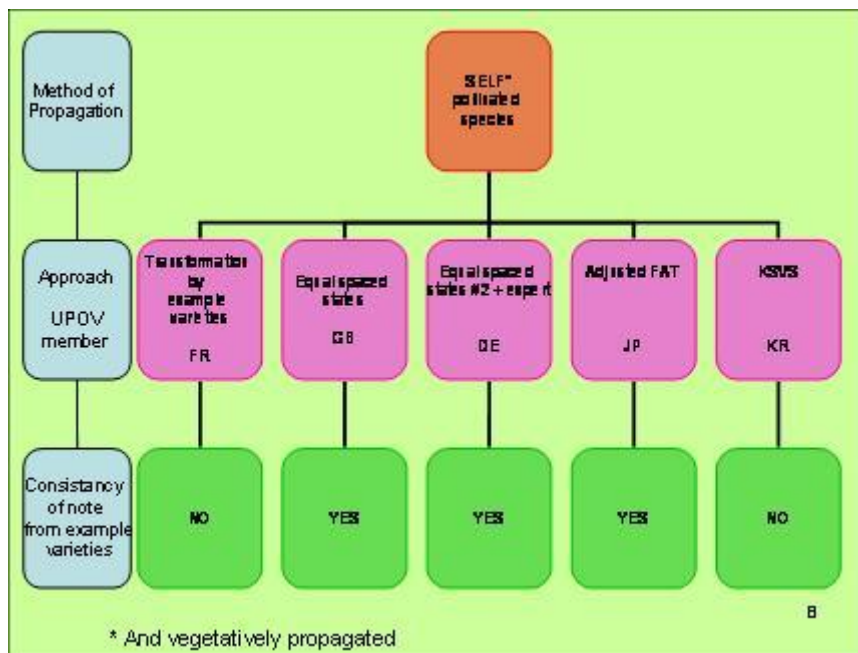 Method of
Propagation
SELF*
pollinated
species
Approach
UPOV
member
Transformation
by
example
varieties
FR
Equal spaced
states
GB
Equal spaced
states #2 + expert
DE
Adjusted FAT
JP
KSVS
KR
Consistancy
of note
from example
varieties
NO
YES
YES
YES
NO
* And vegetatively propagated